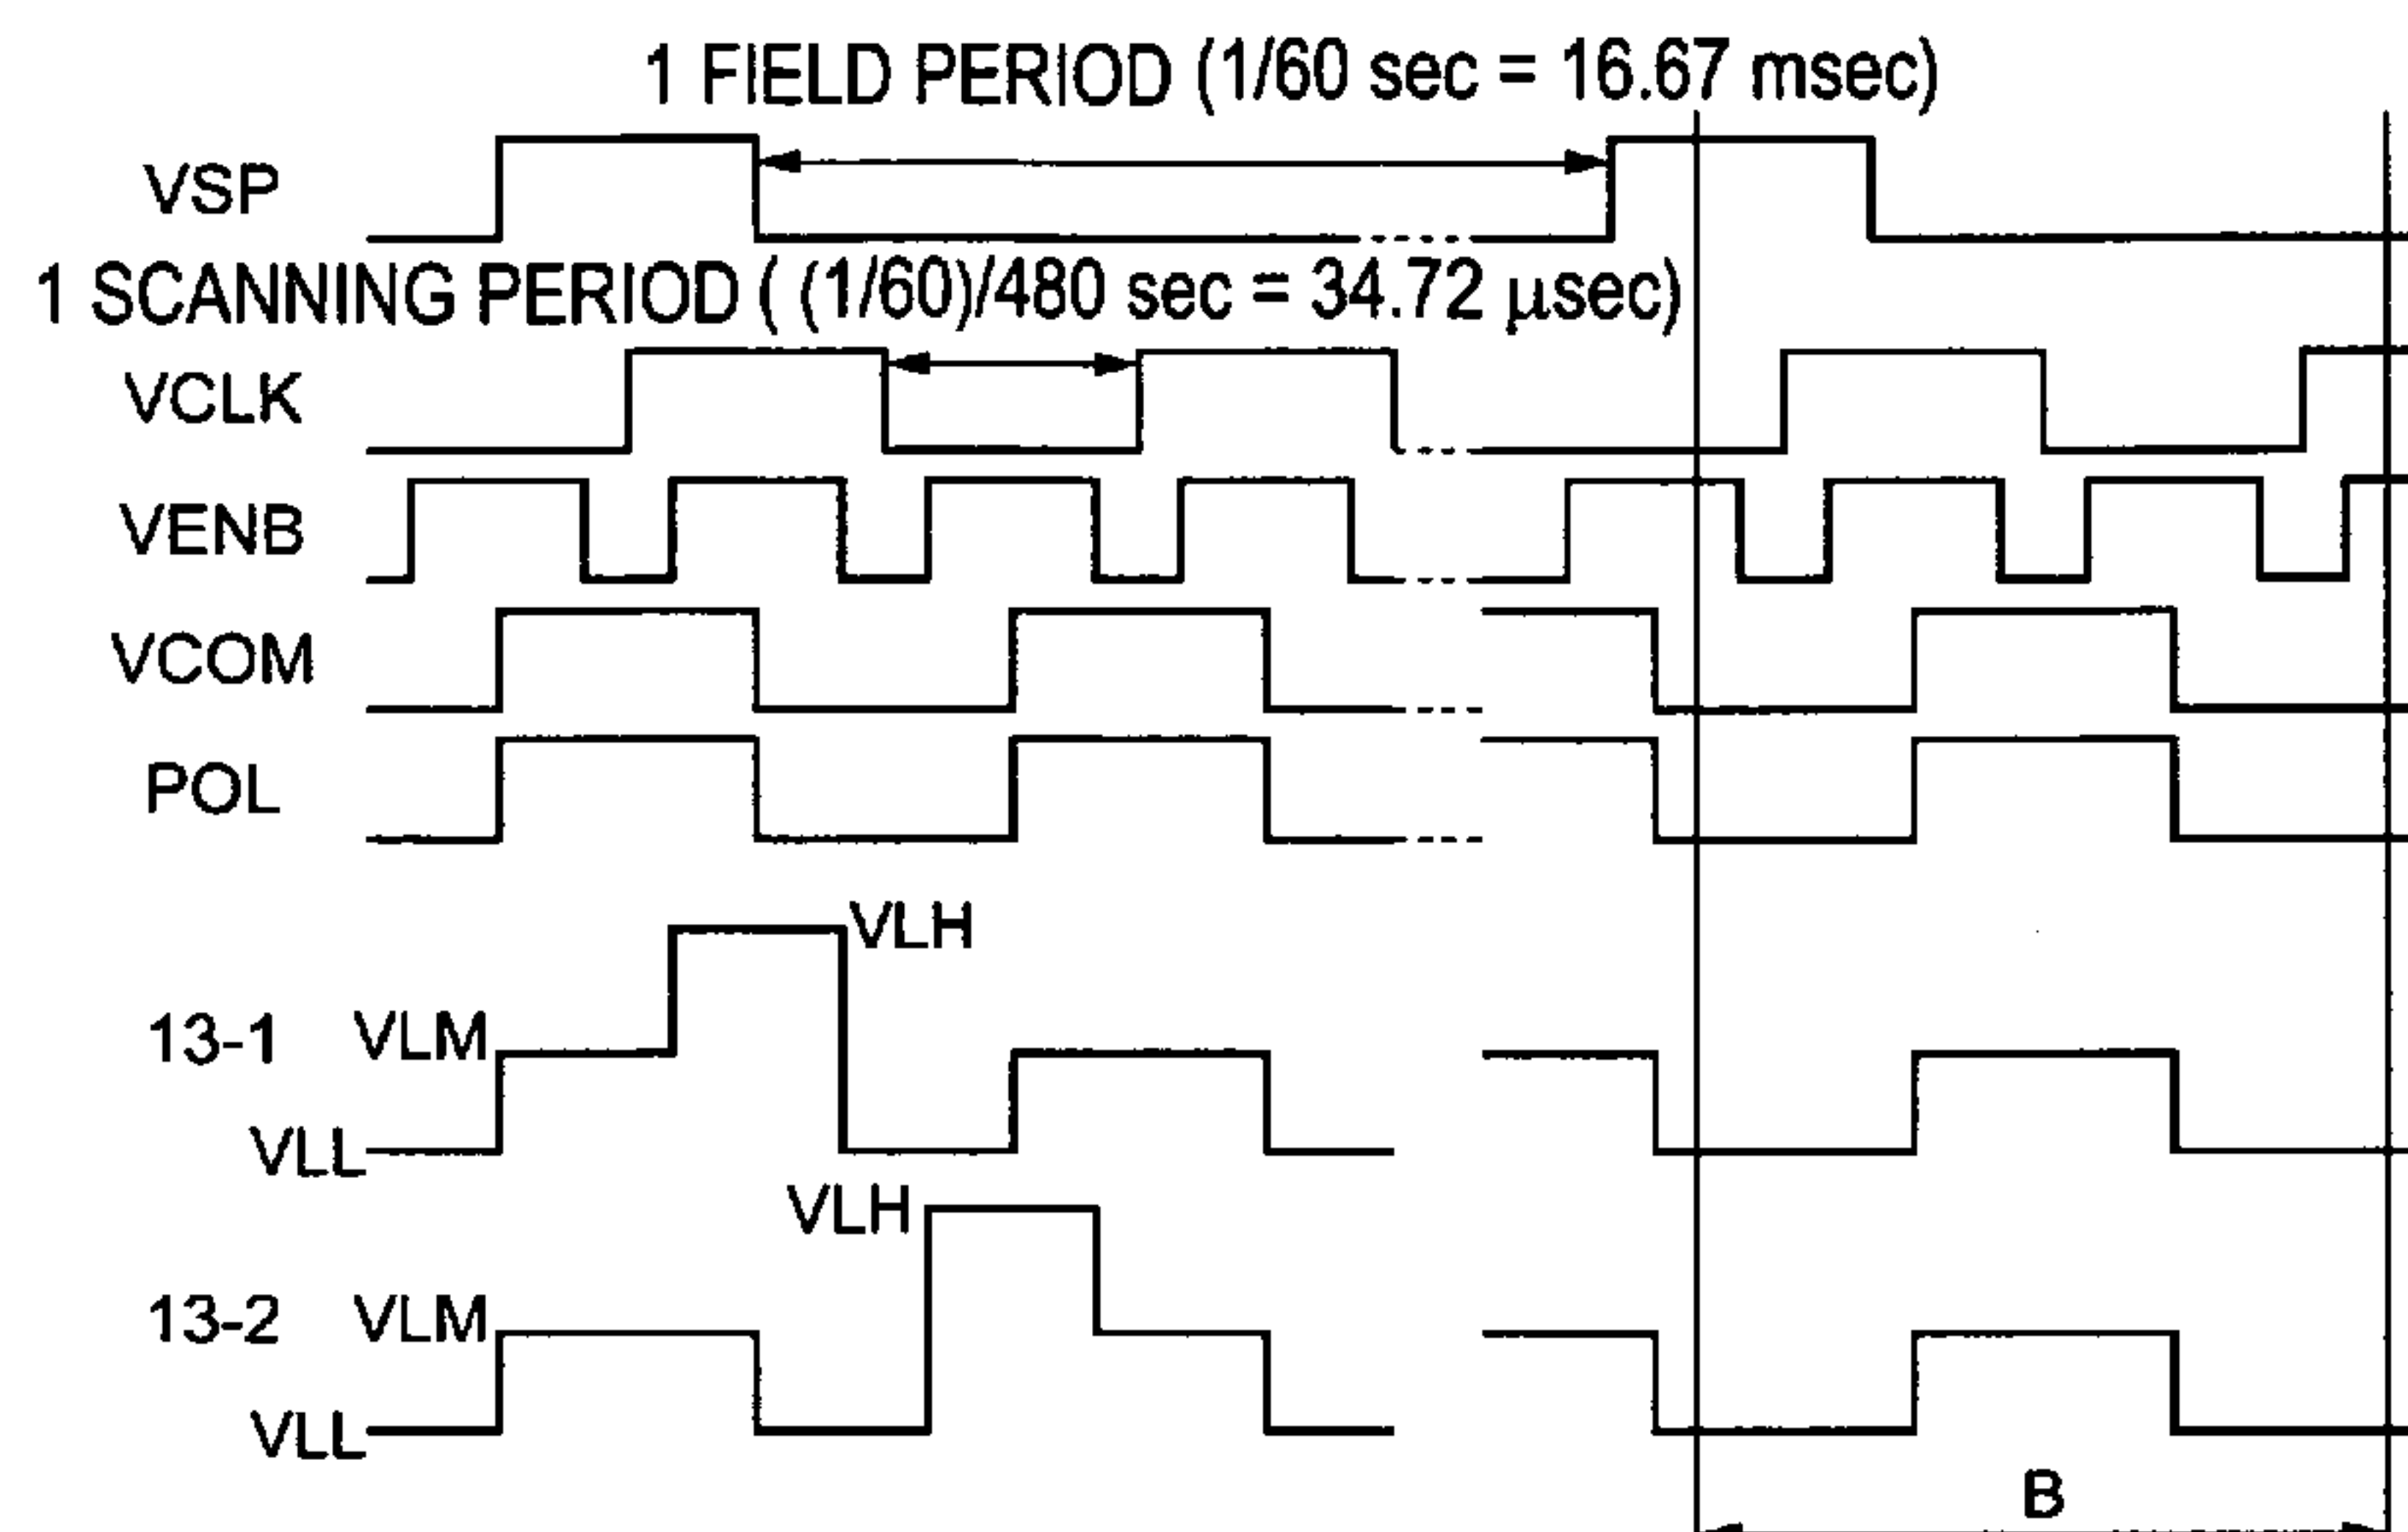 1 FIELD PERIOD (1/60 sec = 16.67 msec)
VSP
1 SCANNING PERIOD ( (1/60)/480 sec = 34.72 μsec)
VCLK
VENB
VCOM
POL
VLH
13-1 VLM
VLL
VLH
13-2 VLM
VLL
B